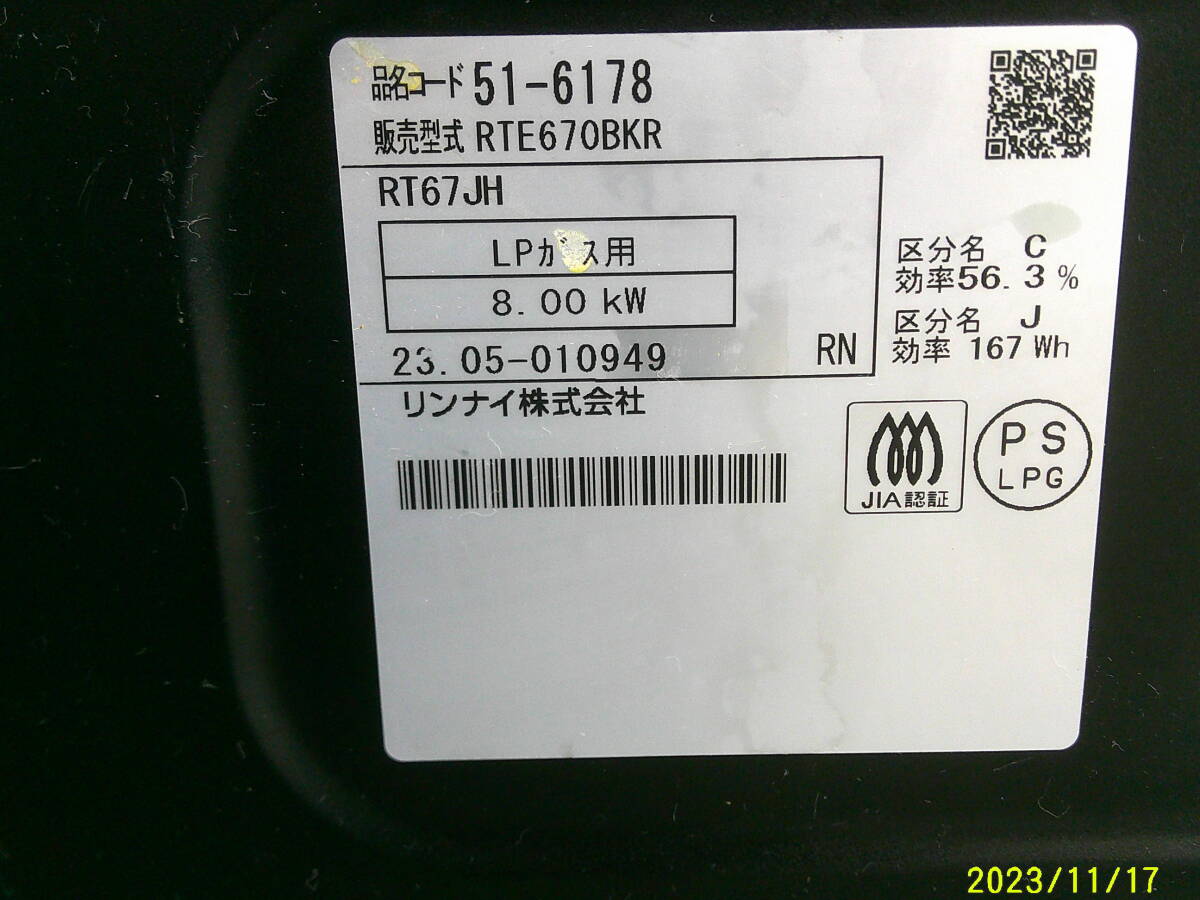 品名コード 51-6178
販売型式 RTE670BKR
RT67JH
LPガス用
8.00 kW
23.05-010949 RN
リンナイ株式会社
区分名 C
効率56.3%
区分名 J
効率 167 Wh
JIA認証
PS
LPG
2023/11/17